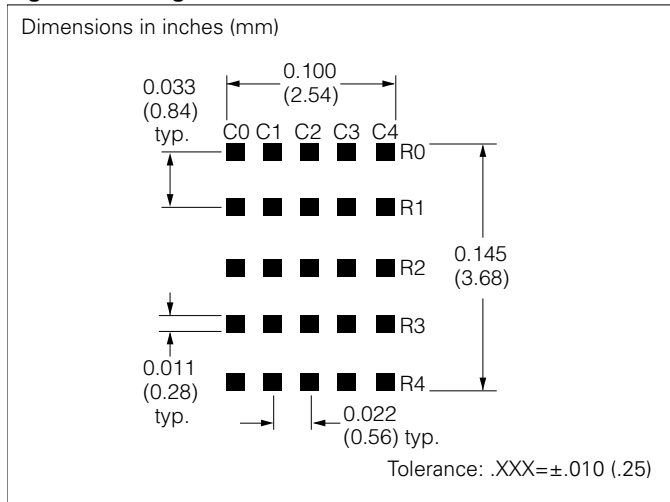 Dimensions in inches (mm)
0.100
(2.54)
0.033
(0.84)
typ.
C0 C1 C2 C3 C4
R0
R1
0.145
(3.68)
R2
R3
0.011
(0.28)
typ.
R4
0.022
(0.56) typ.
Tolerance: .XXX=±.010 (.25)